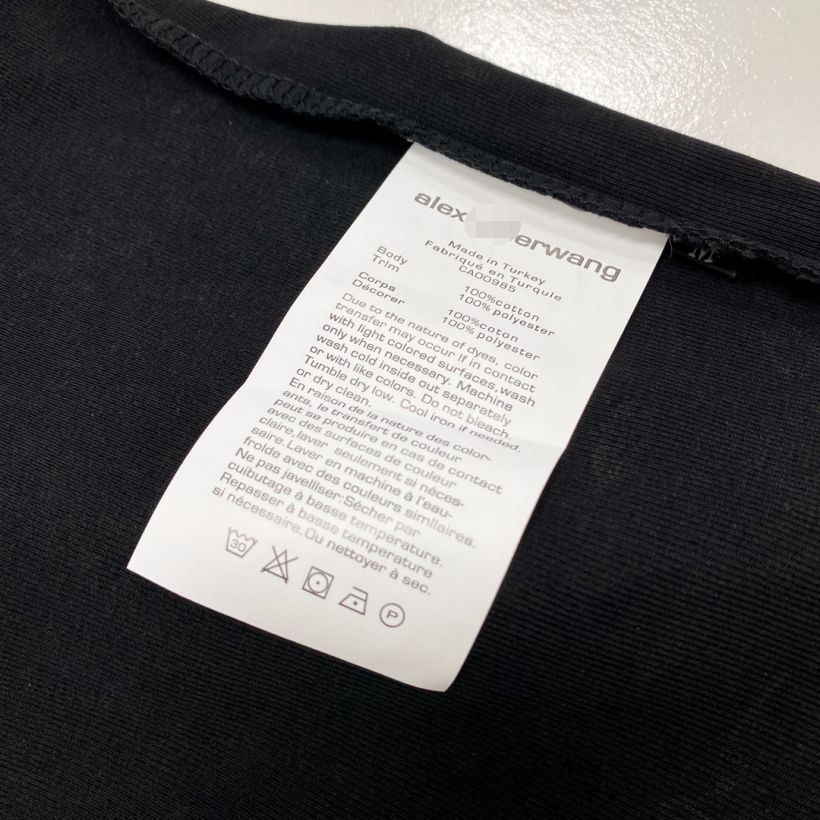 alex erwang
Made in Turkey
Fabriqué en Turquie
CA00985
Body 100%cotton
Trim 100% polyester
Corps 100%coton
Décorer 100% polyester
Due to the nature of dyes, color
transfer may occur if in contact
with light colored surfaces,wash
only when necessary. Machine
wash cold inside out separately
or with like colors. Do not bleach.
Tumble dry low. Cool iron if needed.
or dry clean.
En raison de la nature des color-
ants, le transfert de couleur
peut se produire en cas de contact
avec des surfaces de couleur
claire,laver seulement si néces-
saire.Laver en machine à l'eau-
froide avec des couleurs similaires.
Ne pas javelliser;Sécher par
cuibutage à basse température.
Repasser à basse température
si nécessaire.Ou nettoyer à sec.
30
P